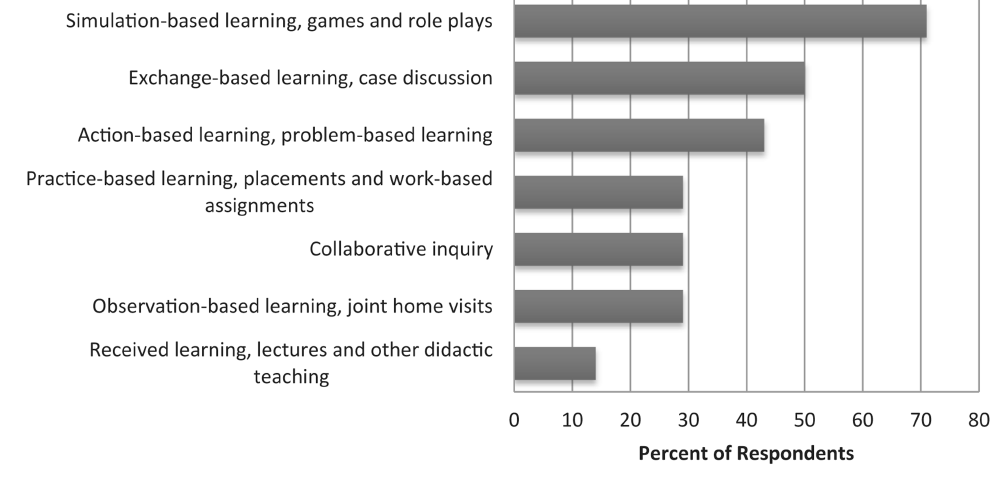 Simulation-based learning, games and role plays
Exchange-based learning, case discussion
Action-based learning, problem-based learning
Practice-based learning, placements and work-based
assignments
Collaborative inquiry
Observation-based learning, joint home visits
Received learning, lectures and other didactic
teaching
0 10 20 30 40 50 60 70 80
Percent of Respondents